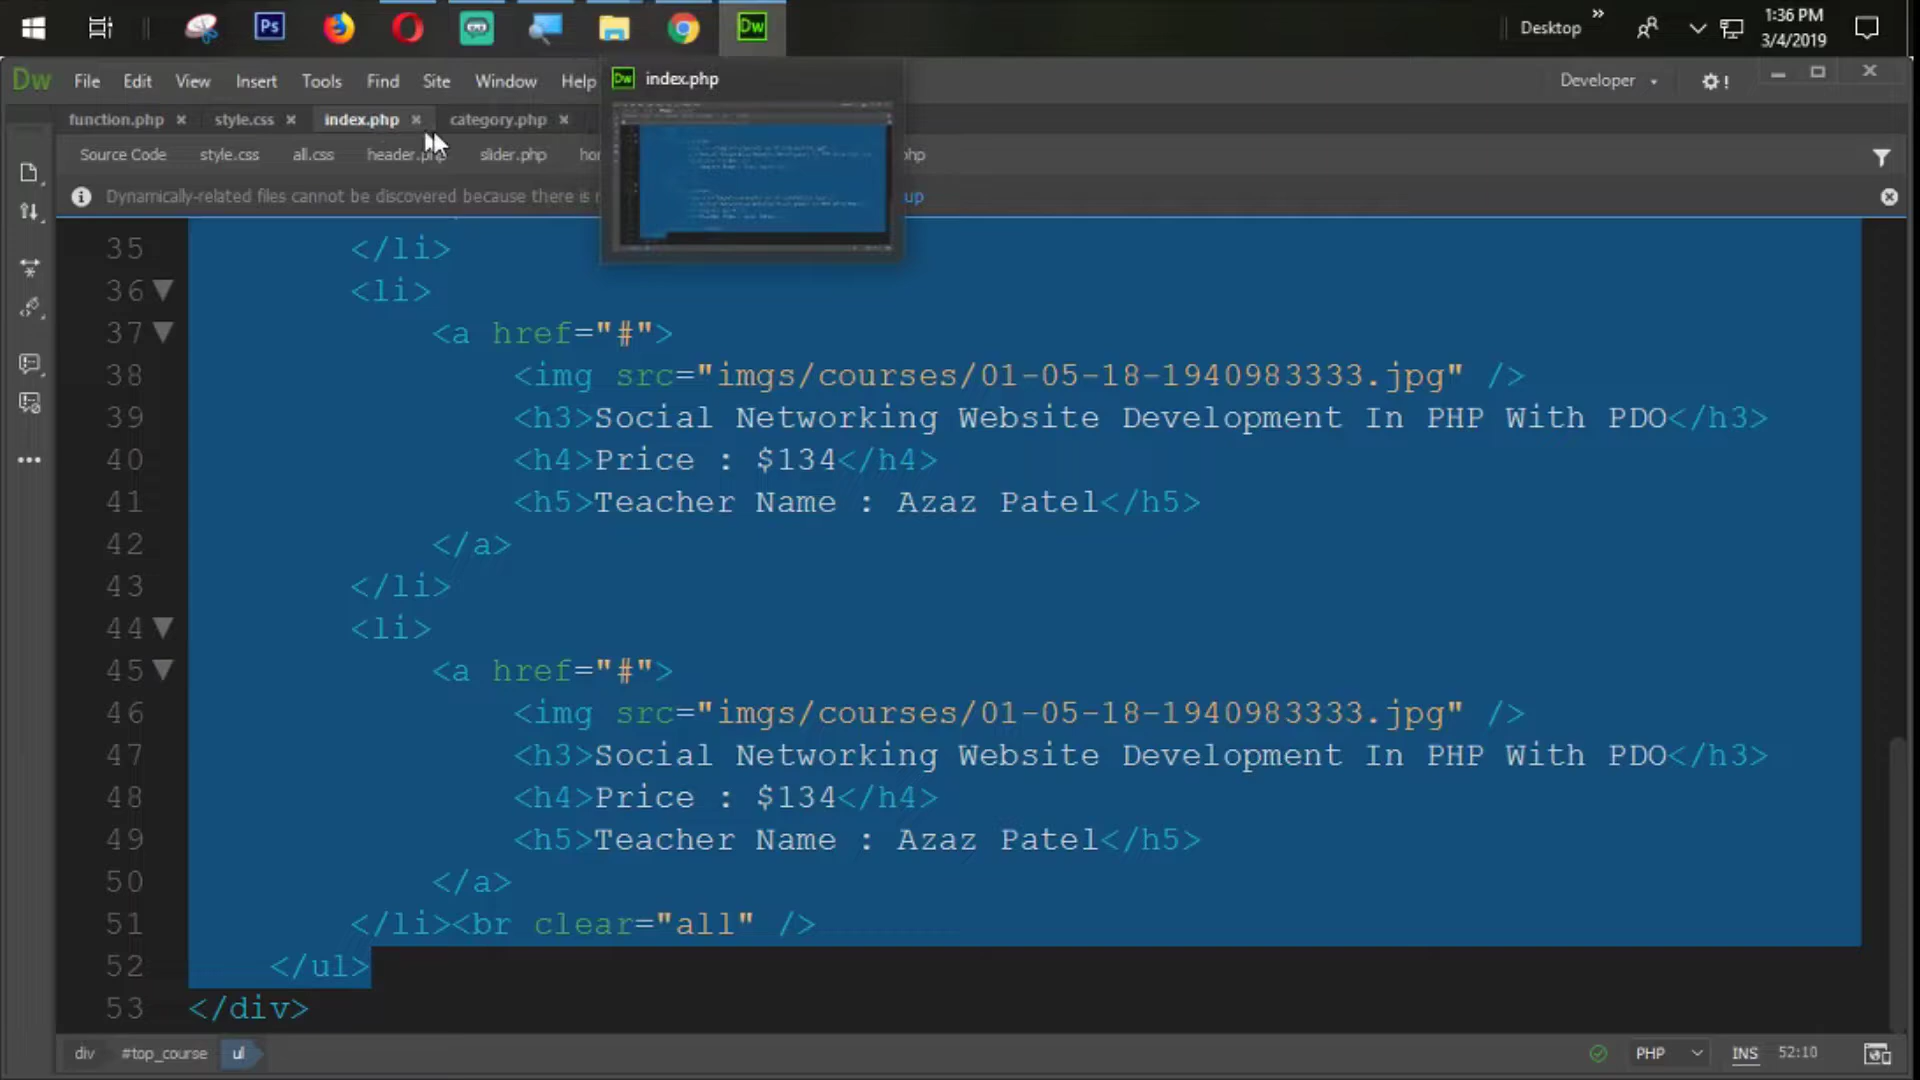 Ps
Dw
Desktop
»
1:36 PM
3/4/2019
Dw
File
Edit
View
Insert
Tools
Find
Site
Window
Help
Dw index.php
Developer
!
function.php ×
style.css ×
index.php ×
category.php ×
Source Code
style.css
all.css
header.php
slider.php
Dynamically-related files cannot be discovered because there is
35 </li>
36 <li>
37 <a href="#">
38 <img src="imgs/courses/01-05-18-1940983333.jpg" />
39 <h3>Social Networking Website Development In PHP With PDO</h3>
40 <h4>Price : $134</h4>
41 <h5>Teacher Name : Azaz Patel</h5>
42 </a>
43 </li>
44 <li>
45 <a href="#">
46 <img src="imgs/courses/01-05-18-1940983333.jpg" />
47 <h3>Social Networking Website Development In PHP With PDO</h3>
48 <h4>Price : $134</h4>
49 <h5>Teacher Name : Azaz Patel</h5>
50 </a>
51 </li><br clear="all" />
52 </ul>
53 </div>
div
#top_course
ul
PHP
INS
52:10